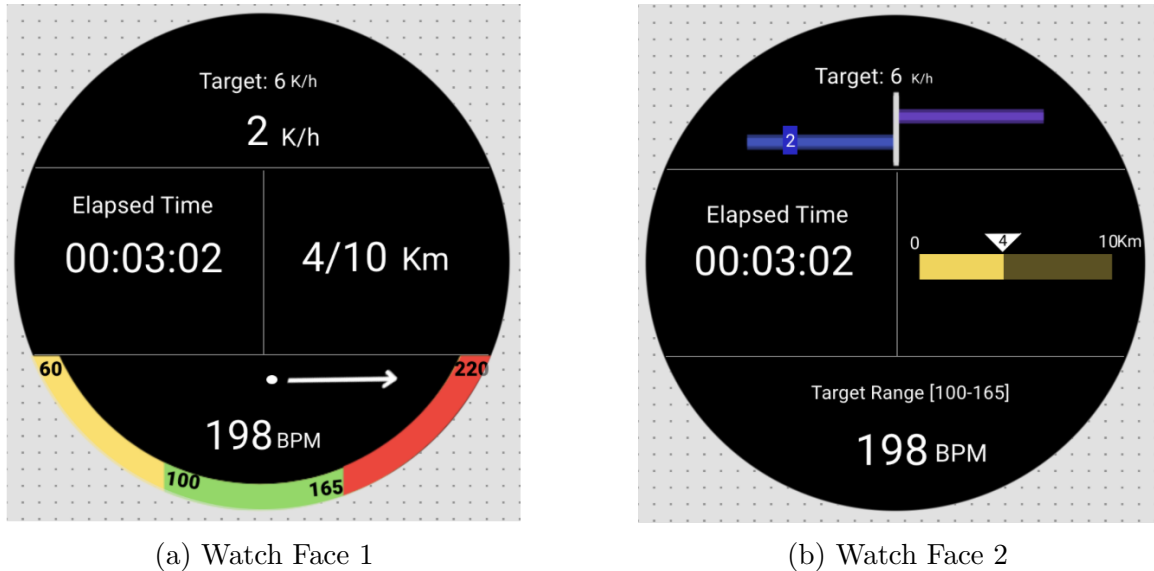 Target: 6 K/h
2 K/h
Elapsed Time
00:03:02
4/10 Km
60
220
198 BPM
100
165
(a) Watch Face 1
Target: 6 K/h
2
Elapsed Time
00:03:02
0
4
10Km
Target Range [100-165]
198 BPM
(b) Watch Face 2